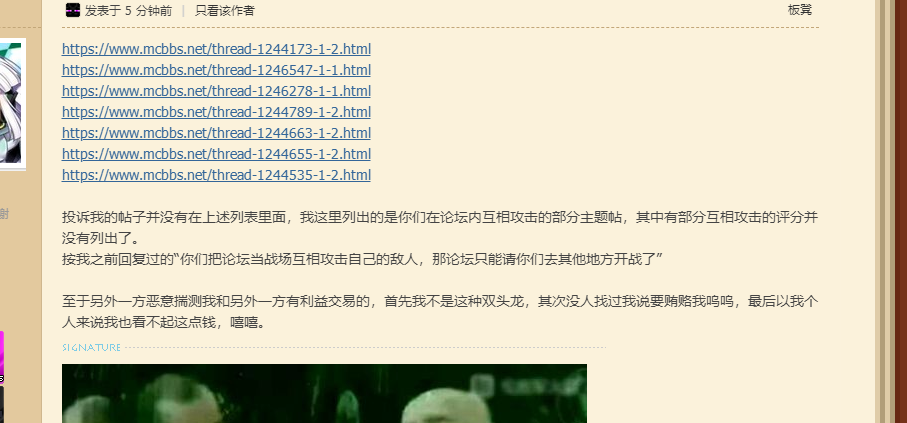 发表于 5 分钟前 | 只看该作者
板凳
https://www.mcbbs.net/thread-1244173-1-2.html
https://www.mcbbs.net/thread-1246547-1-1.html
https://www.mcbbs.net/thread-1246278-1-1.html
https://www.mcbbs.net/thread-1244789-1-2.html
https://www.mcbbs.net/thread-1244663-1-2.html
https://www.mcbbs.net/thread-1244655-1-2.html
https://www.mcbbs.net/thread-1244535-1-2.html
投诉我的帖子并没有在上述列表里面，我这里列出的是你们在论坛内互相攻击的部分主题帖，其中有部分互相攻击的评分并
没有列出了。
按我之前回复过的“你们把论坛当战场互相攻击自己的敌人，那论坛只能请你们去其他地方开战了”
至于另外一方恶意揣测我和另外一方有利益交易的，首先我不是这种双头龙，其次没人找过我说要贿赂我呜呜，最后以我个
人来说我也看不起这点钱，嘻嘻。
SIGNATURE